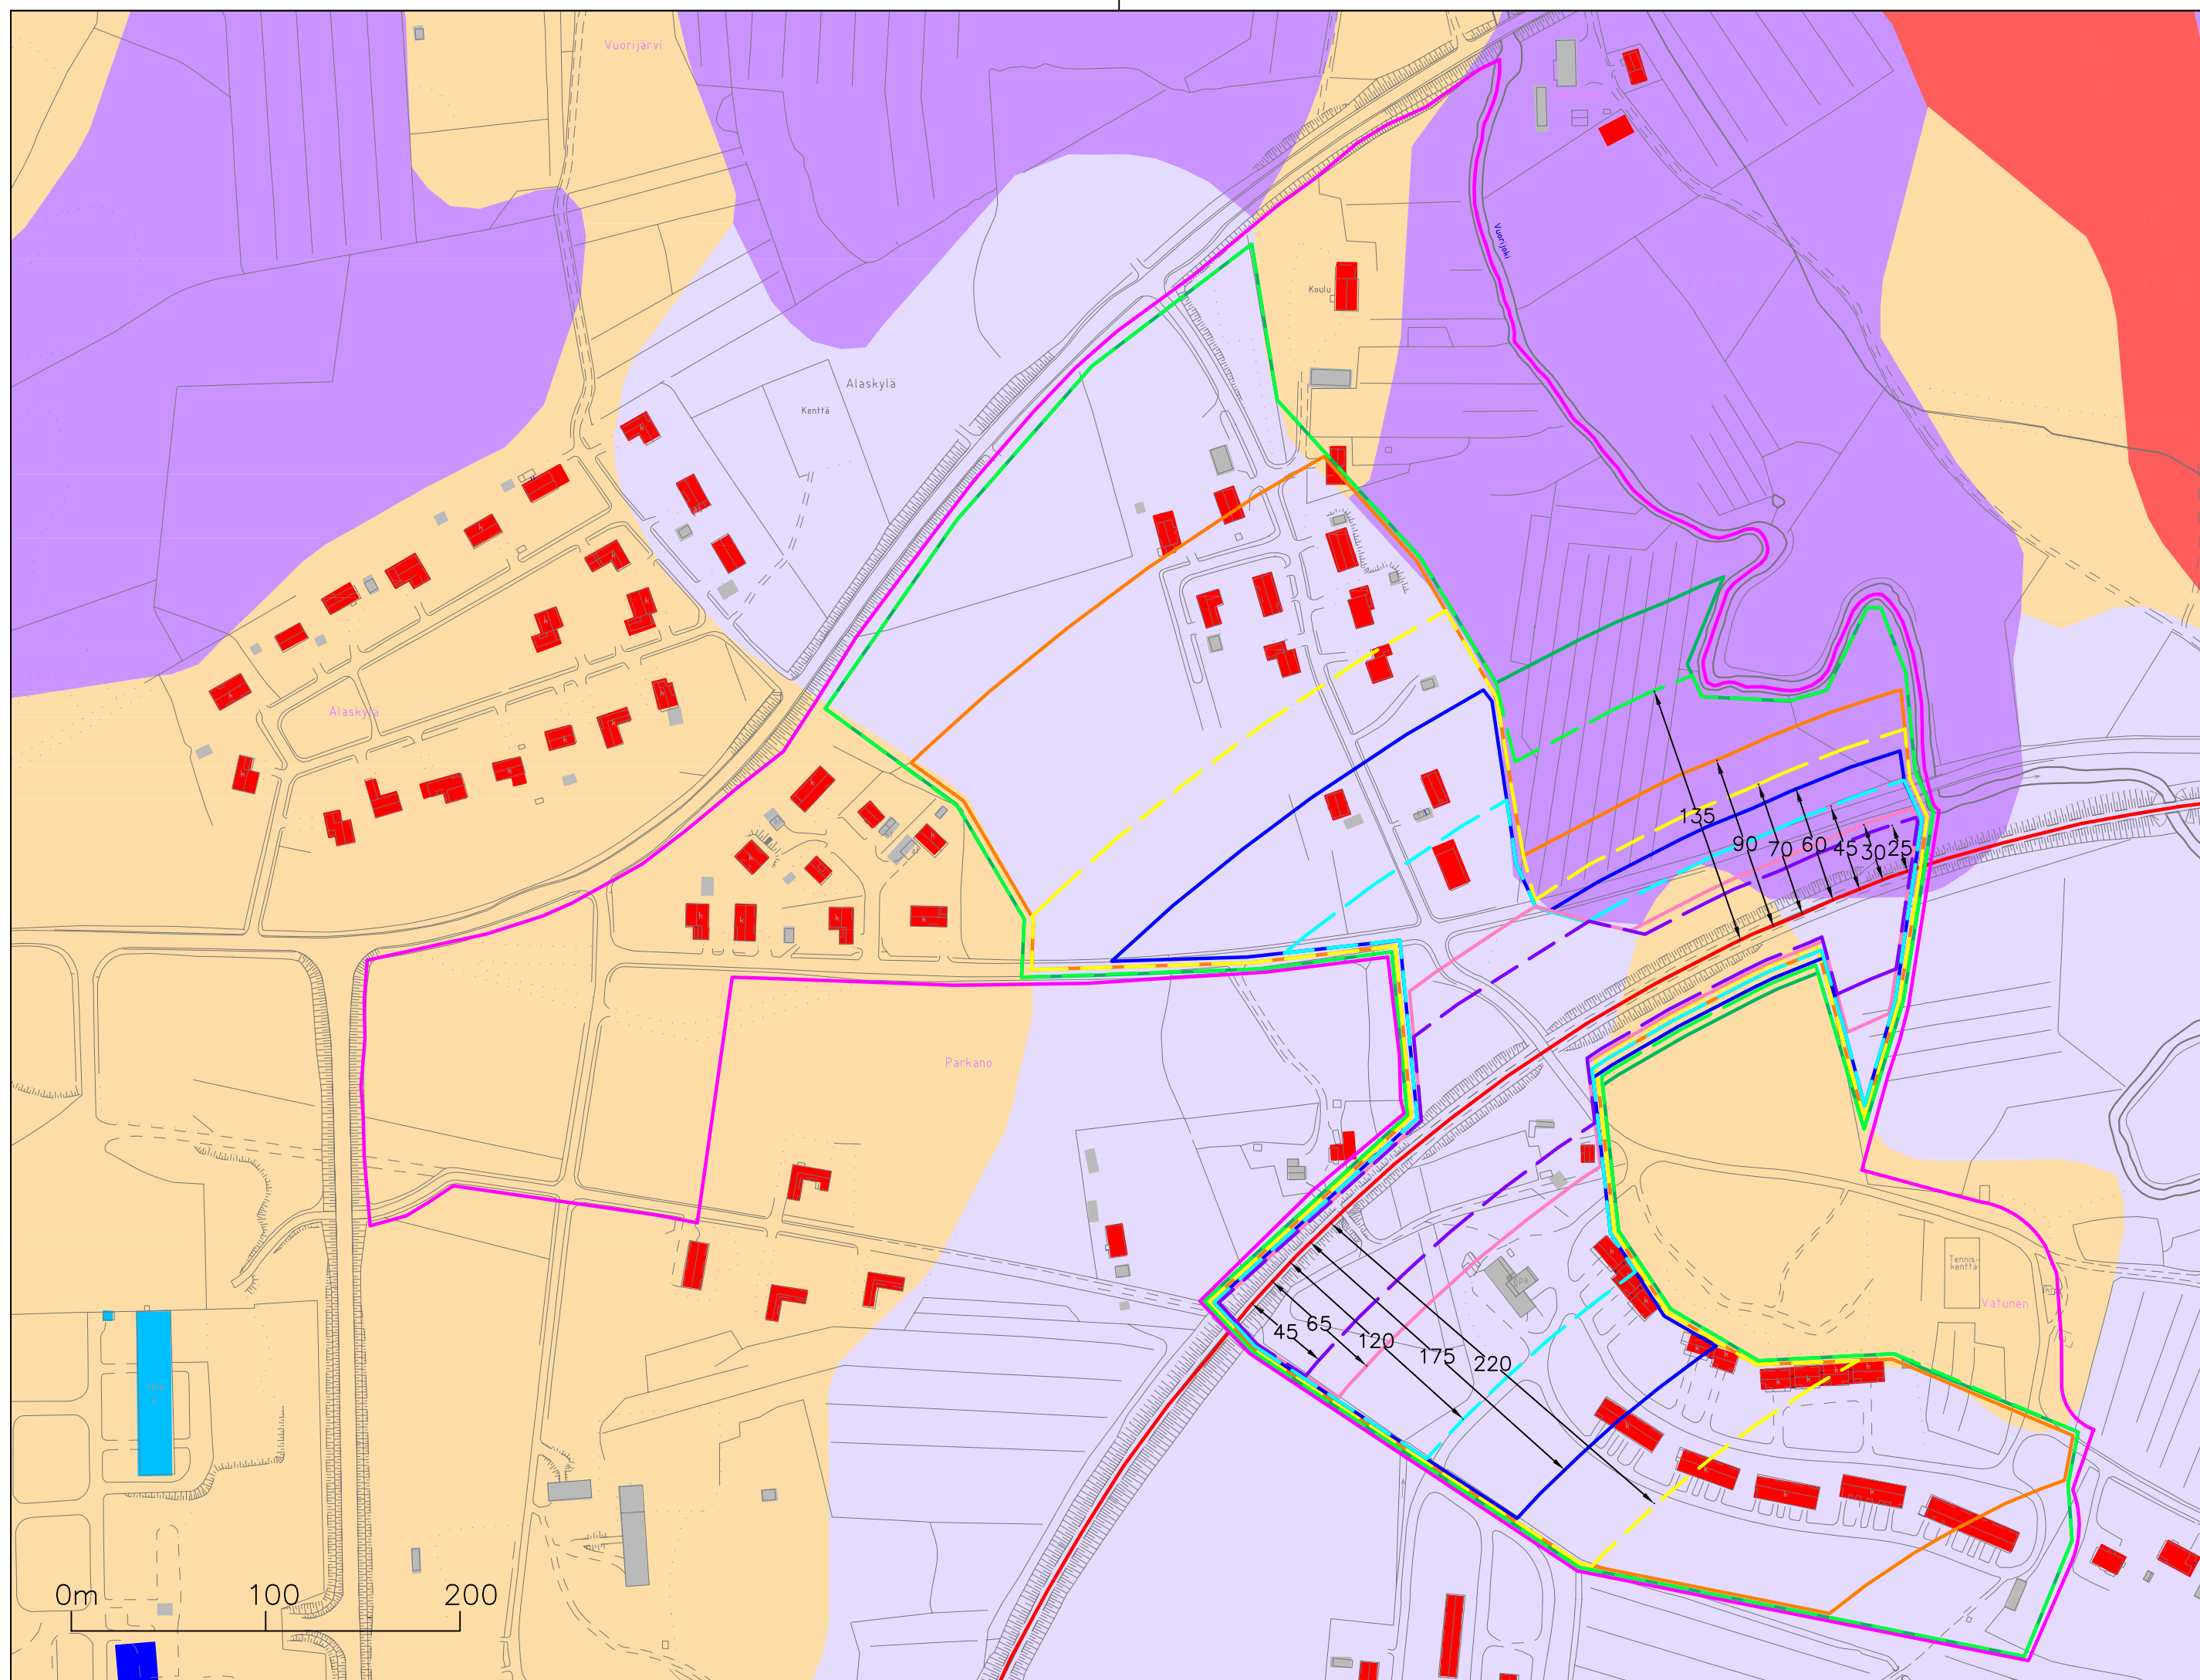 Vuorijärvi
Vuorijoki
Koulu
Alaskylä
Kenttä
Alaskylä
135
90
70
60
45
30
25
Parkano
Tennis-
kenttä
Vatunen
45
65
120
175
220
0m
100
200